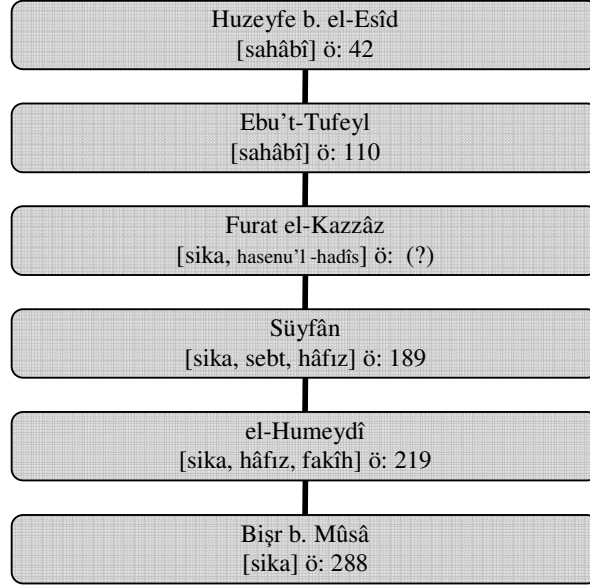 Huzeyfe b. el-Esîd
[sahâbî] ö: 42
Ebu’t-Tufeyl
[sahâbî] ö: 110
Furat el-Kazzâz
[sika, hasenu’l-hadîs] ö: (?)
Süyfân
[sika, sebt, hâfız] ö: 189
el-Humeydî
[sika, hâfız, fakîh] ö: 219
Bişr b. Mûsâ
[sika] ö: 288